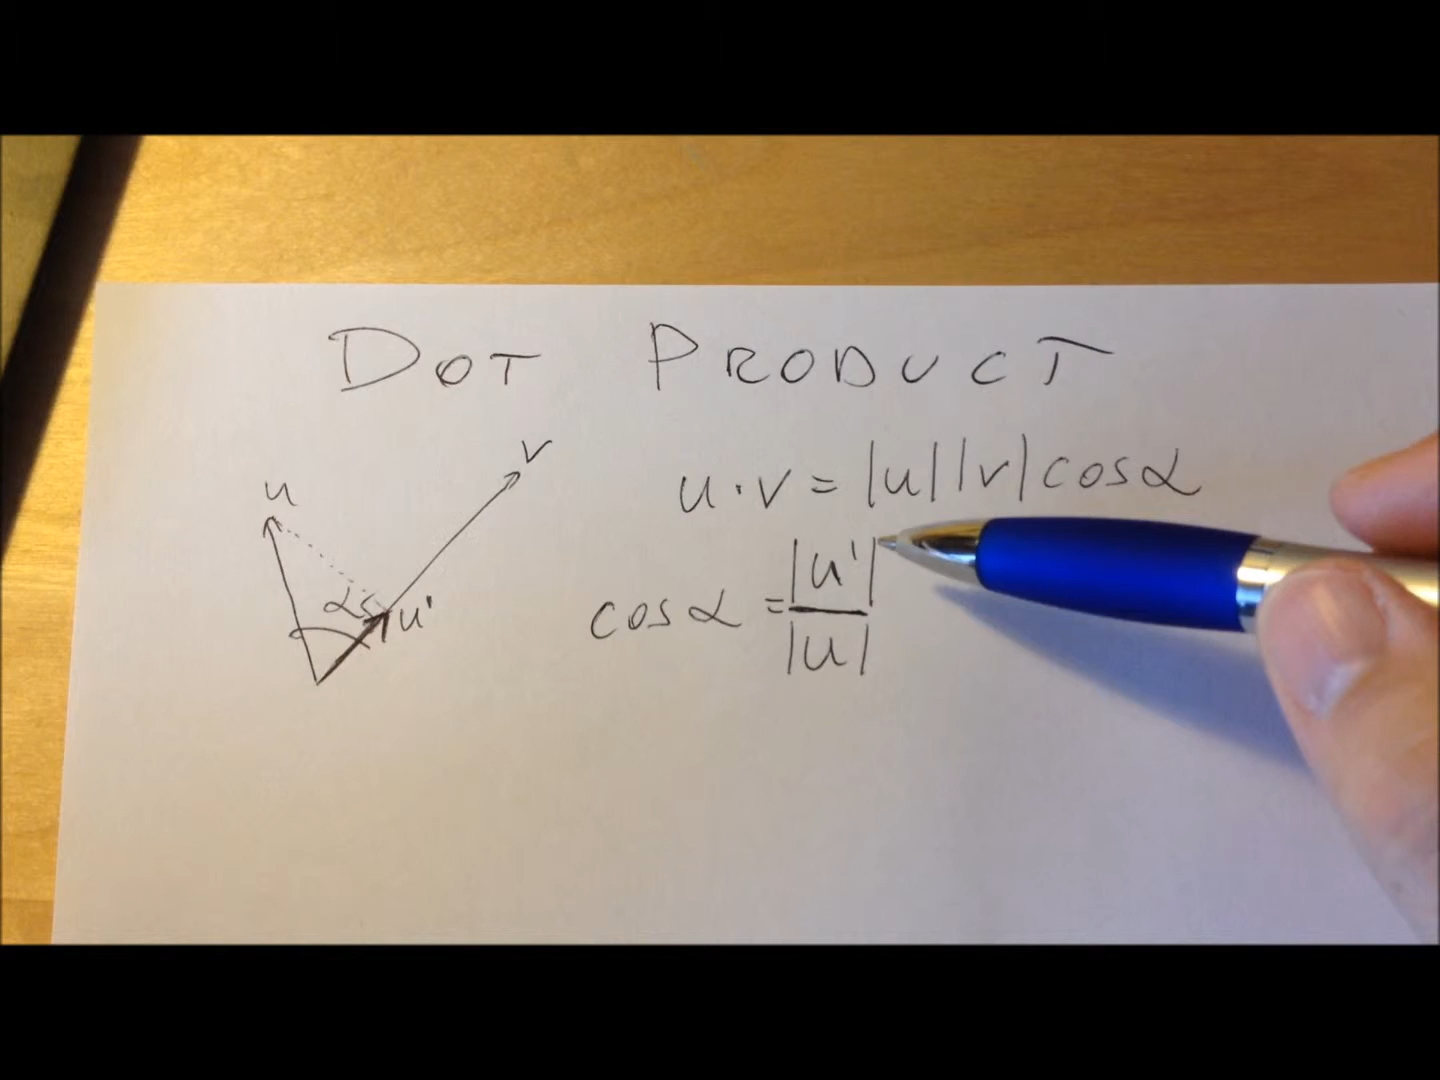 DOT PRODUCT
u
v
α
u'
u · v = |u||v| cos α
cos α = |u'| / |u|